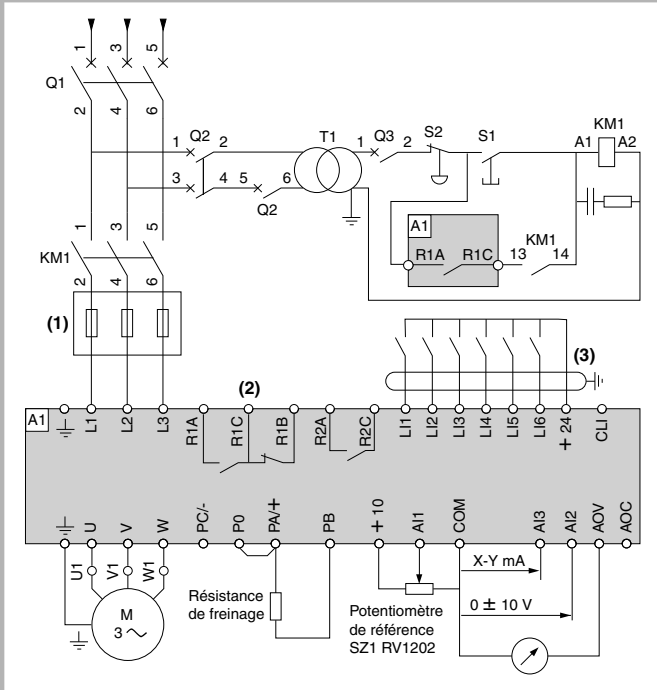 1 3 5
Q1
2 4 6
1 Q2 2 T1 1 Q3 2 S2 S1 KM1
A1 A2
3 4 5 6
Q2
1 3 5
A1
KM1
R1A R1C 13 KM1 14
2 4 6
(1)
(2) (3)
A1 L1 L2 L3 R1A R1C R1B R2A R2C LI1 LI2 LI3 LI4 LI5 LI6 + 24 CLI
U V W PC/- P0 PA/+ PB + 10 AI1 COM AI3 AI2 AOV AOC
U1 V1 W1
X-Y mA
M
3
Résistance
de freinage
0 ± 10 V
Potentiomètre
de référence
SZ1 RV1202